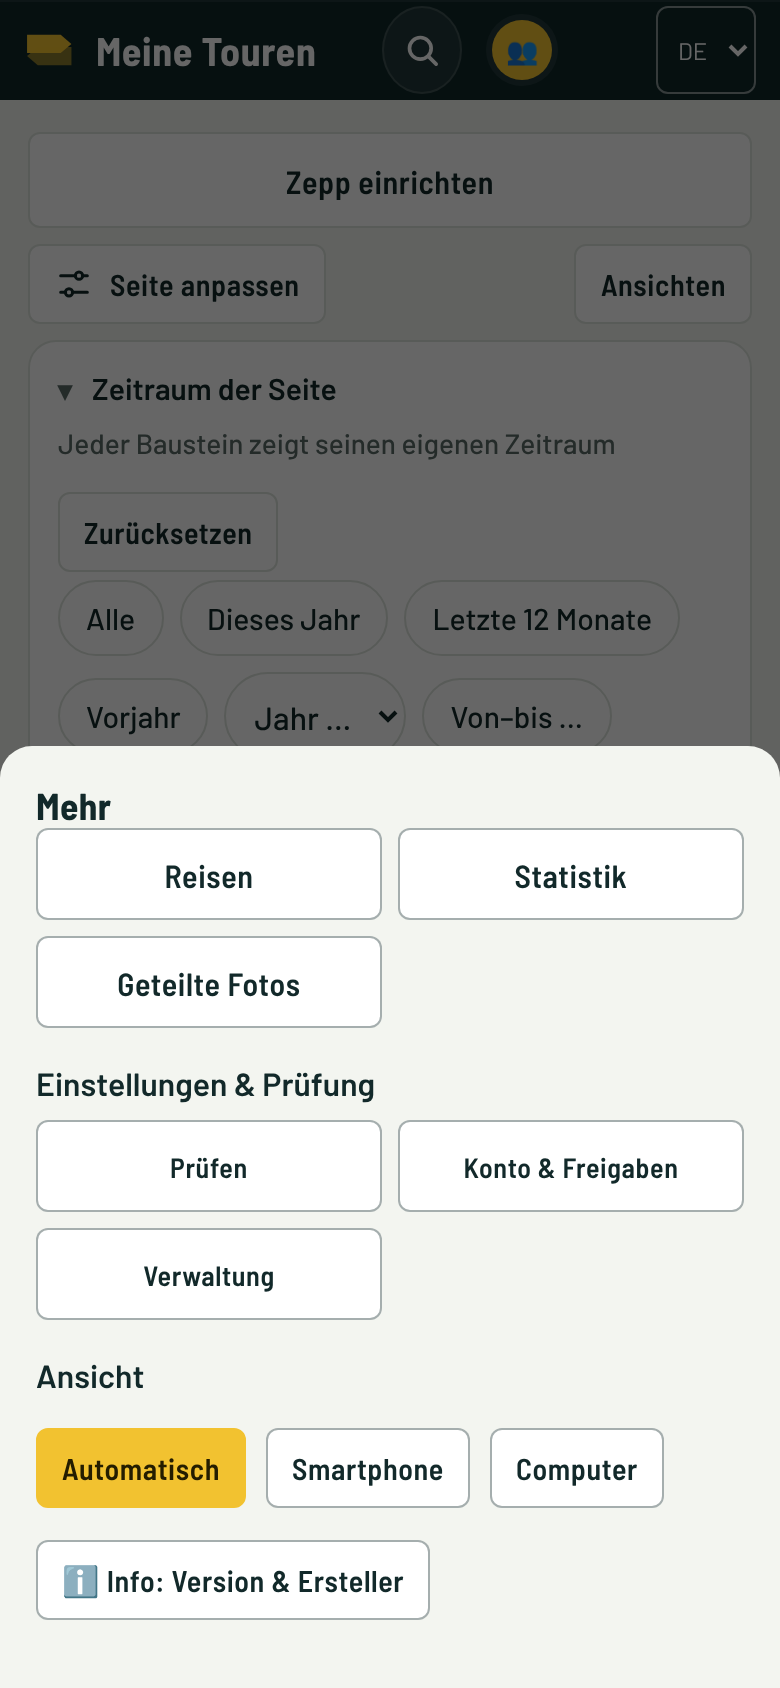 Meine Touren
DE
Zepp einrichten
Seite anpassen
Ansichten
Zeitraum der Seite
Jeder Baustein zeigt seinen eigenen Zeitraum
Zurücksetzen
Alle Dieses Jahr Letzte 12 Monate
Vorjahr Jahr ... Von–bis ...
Mehr
Reisen Statistik
Geteilte Fotos
Einstellungen & Prüfung
Prüfen Konto & Freigaben
Verwaltung
Ansicht
Automatisch Smartphone Computer
ℹ️ Info: Version & Ersteller